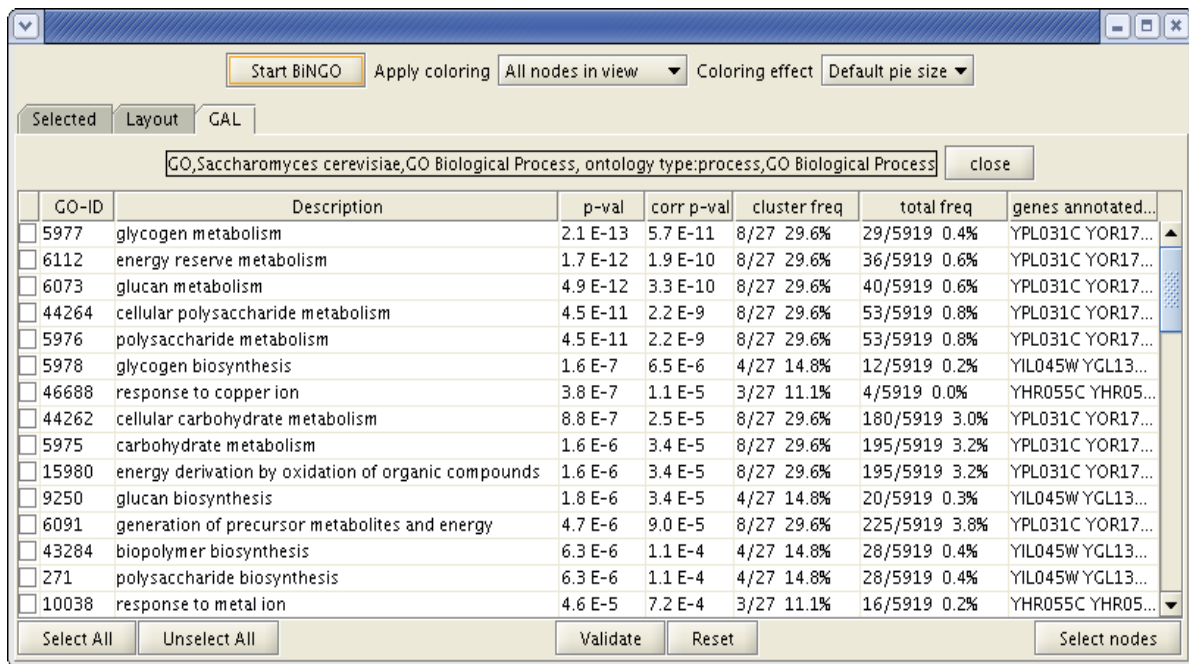 Start BiNGO Apply coloring All nodes in view Coloring effect Default pie size
Selected Layout GAL
GO,Saccharomyces cerevisiae,GO Biological Process, ontology type:process,GO Biological Process close
GO-ID Description p-val corr p-val cluster freq total freq genes annotated...
5977 glycogen metabolism 2.1 E-13 5.7 E-11 8/27 29.6% 29/5919 0.4% YPL031C YOR17...
6112 energy reserve metabolism 1.7 E-12 1.9 E-10 8/27 29.6% 36/5919 0.6% YPL031C YOR17...
6073 glucan metabolism 4.9 E-12 3.3 E-10 8/27 29.6% 40/5919 0.6% YPL031C YOR17...
44264 cellular polysaccharide metabolism 4.5 E-11 2.2 E-9 8/27 29.6% 53/5919 0.8% YPL031C YOR17...
5976 polysaccharide metabolism 4.5 E-11 2.2 E-9 8/27 29.6% 53/5919 0.8% YPL031C YOR17...
5978 glycogen biosynthesis 1.6 E-7 6.5 E-6 4/27 14.8% 12/5919 0.2% YIL045W YGL13...
46688 response to copper ion 3.8 E-7 1.1 E-5 3/27 11.1% 4/5919 0.0% YHR055C YHR05...
44262 cellular carbohydrate metabolism 8.8 E-7 2.5 E-5 8/27 29.6% 180/5919 3.0% YPL031C YOR17...
5975 carbohydrate metabolism 1.6 E-6 3.4 E-5 8/27 29.6% 195/5919 3.2% YPL031C YOR17...
15980 energy derivation by oxidation of organic compounds 1.6 E-6 3.4 E-5 8/27 29.6% 195/5919 3.2% YPL031C YOR17...
9250 glucan biosynthesis 1.8 E-6 3.4 E-5 4/27 14.8% 20/5919 0.3% YIL045W YGL13...
6091 generation of precursor metabolites and energy 4.7 E-6 9.0 E-5 8/27 29.6% 225/5919 3.8% YPL031C YOR17...
43284 biopolymer biosynthesis 6.3 E-6 1.1 E-4 4/27 14.8% 28/5919 0.4% YIL045W YGL13...
271 polysaccharide biosynthesis 6.3 E-6 1.1 E-4 4/27 14.8% 28/5919 0.4% YIL045W YGL13...
10038 response to metal ion 4.6 E-5 7.2 E-4 3/27 11.1% 16/5919 0.2% YHR055C YHR05...
Select All Unselect All Validate Reset Select nodes